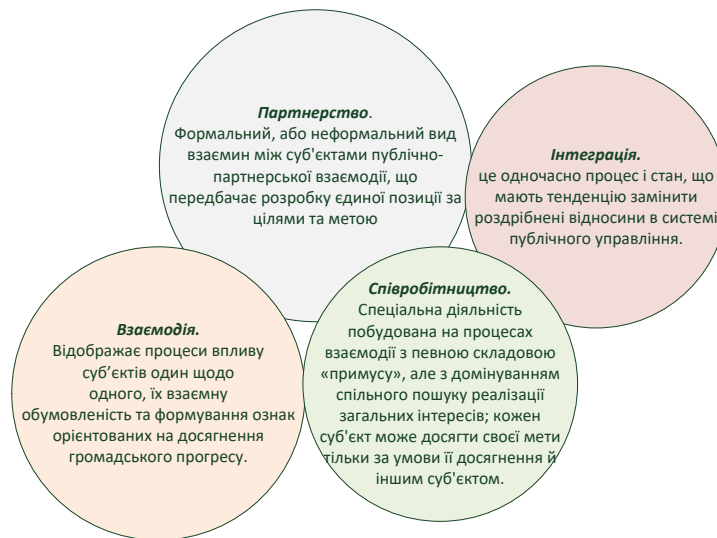 Партнерство.
Формальний, або неформальний вид
взаємин між суб'єктами публічно-
партнерської взаємодії, що
передбачає розробку єдиної позиції за
цілями та метою
Інтеграція.
це одночасно процес і стан, що
мають тенденцію замінити
роздрібнені відносини в системі
публічного управління.
Взаємодія.
Відображає процеси впливу
суб’єктів один щодо
одного, їх взаємну
обумовленість та формування ознак
орієнтованих на досягнення
громадського прогресу.
Співробітництво.
Спеціальна діяльність
побудована на процесах
взаємодії з певною складовою
«примусу», але з домінуванням
спільного пошуку реалізації
загальних інтересів; кожен
суб'єкт може досягти своєї мети
тільки за умови її досягнення й
іншим суб'єктом.